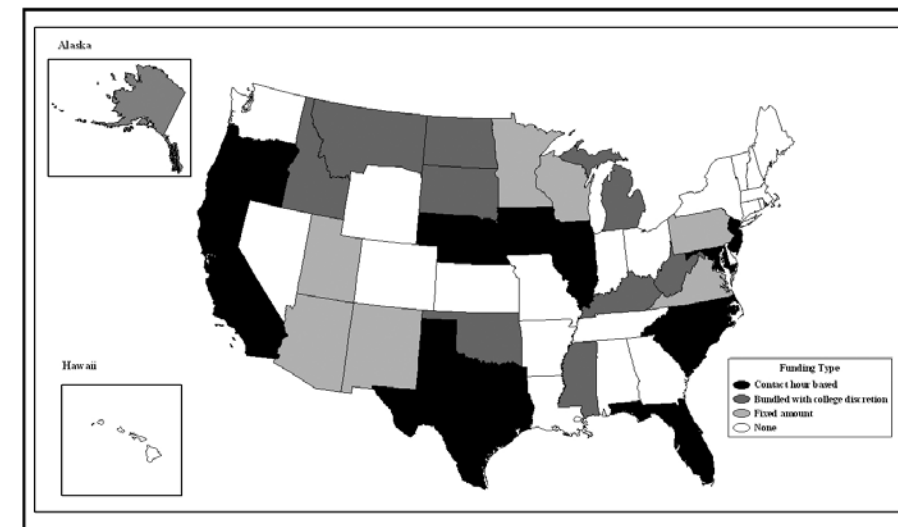 Alaska
Hawaii
Funding Type
Contact hour based
Bundled with college discretion
Fixed amount
None